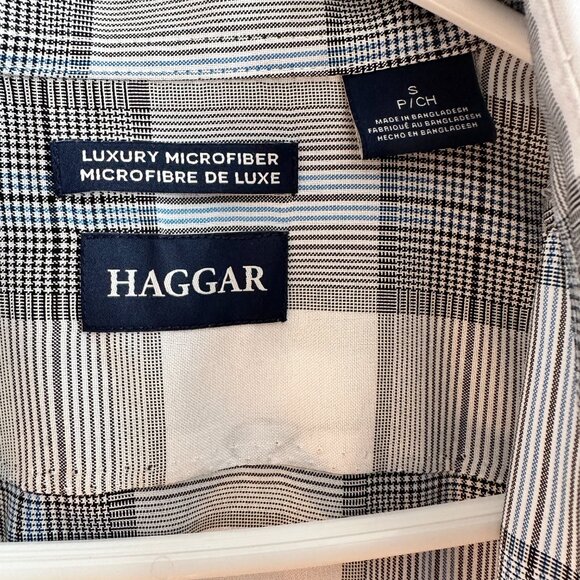 S
P/CH
MADE IN BANGLADESH
FABRIQUÉ AU BANGLADESH
HECHO EN BANGLADESH
LUXURY MICROFIBER
MICROFIBRE DE LUXE
HAGGAR